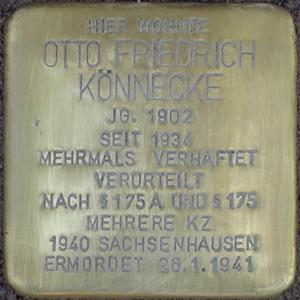 HIER WOHNTE
OTTO FRIEDRICH
KÖNNECKE
JG. 1902
SEIT 1934
MEHRMALS VERHAFTET
VERURTEILT
NACH § 175 A UND § 175
MEHRERE KZ
1940 SACHSENHAUSEN
ERMORDET 26.1.1941